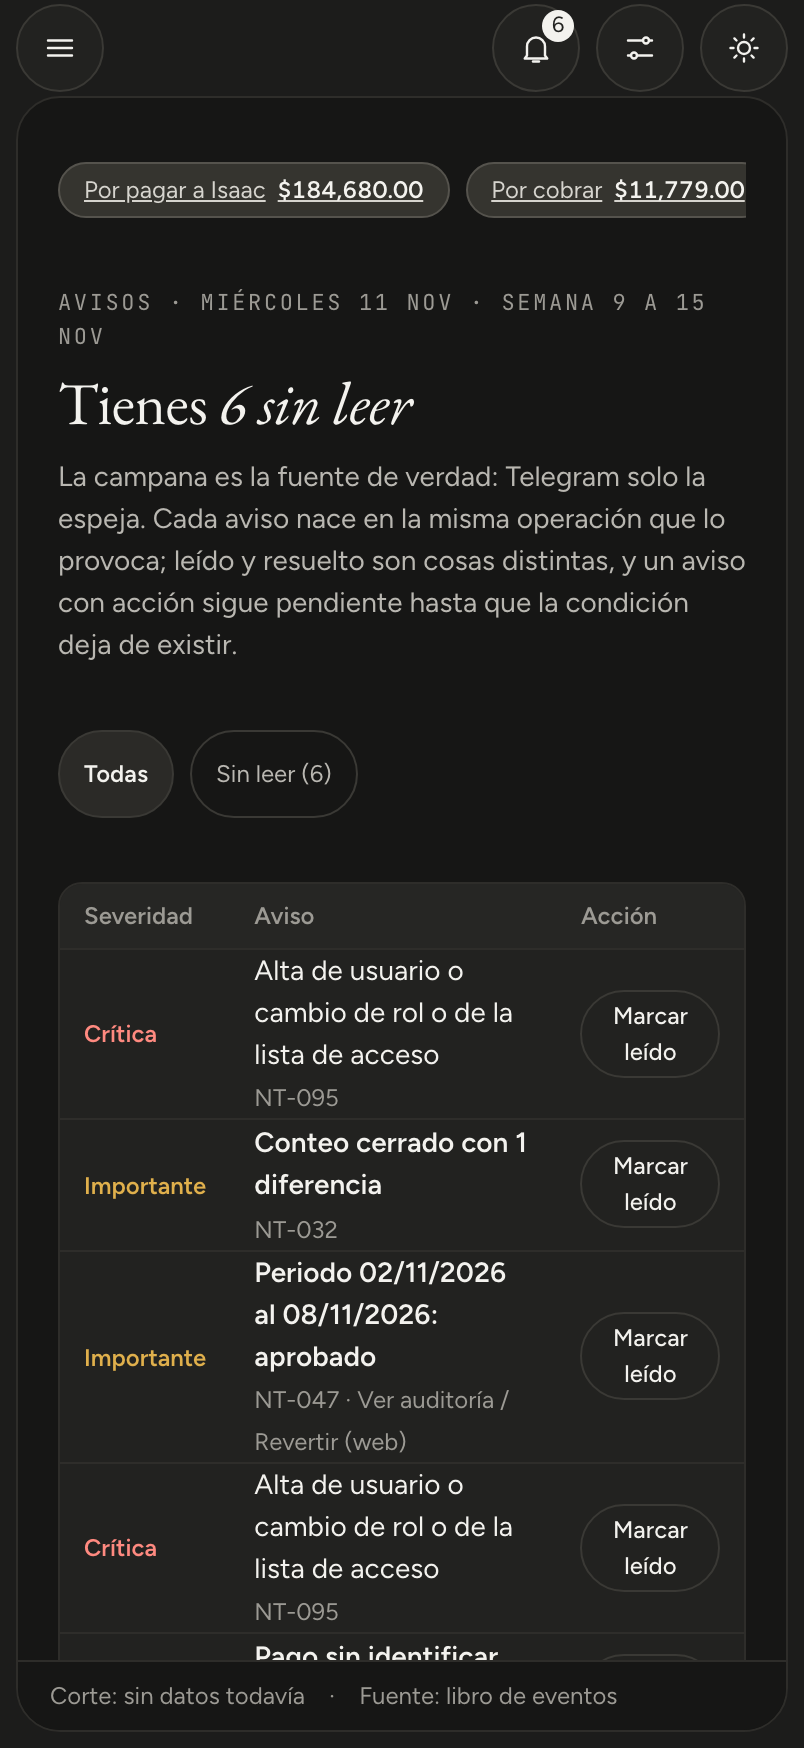 6
Por pagar a Isaac $184,680.00
Por cobrar $11,779.00
AVISOS · MIÉRCOLES 11 NOV · SEMANA 9 A 15
NOV
Tienes 6 sin leer
La campana es la fuente de verdad: Telegram solo la
espeja. Cada aviso nace en la misma operación que lo
provoca; leído y resuelto son cosas distintas, y un aviso
con acción sigue pendiente hasta que la condición
deja de existir.
Todas
Sin leer (6)
Severidad
Aviso
Acción
Crítica
Alta de usuario o
cambio de rol o de la
lista de acceso
NT-095
Marcar
leído
Importante
Conteo cerrado con 1
diferencia
NT-032
Marcar
leído
Importante
Periodo 02/11/2026
al 08/11/2026:
aprobado
NT-047 · Ver auditoría /
Revertir (web)
Marcar
leído
Crítica
Alta de usuario o
cambio de rol o de la
lista de acceso
NT-095
Marcar
leído
Pago sin identificar
Corte: sin datos todavía · Fuente: libro de eventos